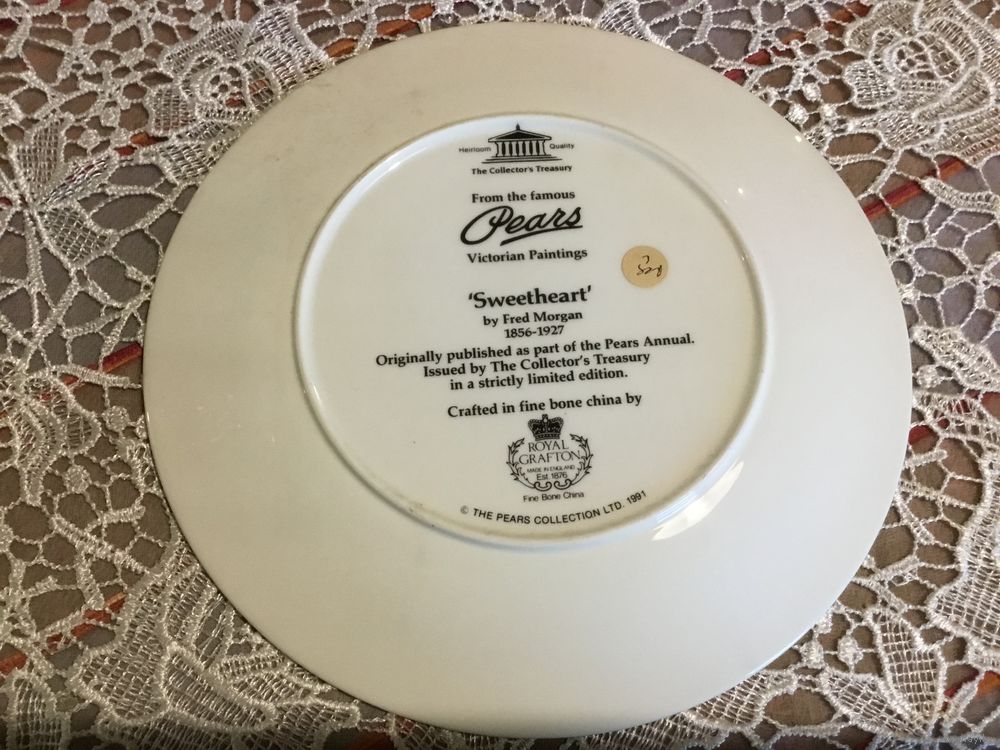 Heirloom Quality
The Collector's Treasury
From the famous
Pears
Victorian Paintings
'Sweetheart'
by Fred Morgan
1856-1927
Originally published as part of the Pears Annual.
Issued by The Collector's Treasury
in a strictly limited edition.
Crafted in fine bone china by
ROYAL
GRAFTON
MADE IN ENGLAND
Est 1876
Fine Bone China
© THE PEARS COLLECTION LTD. 1991